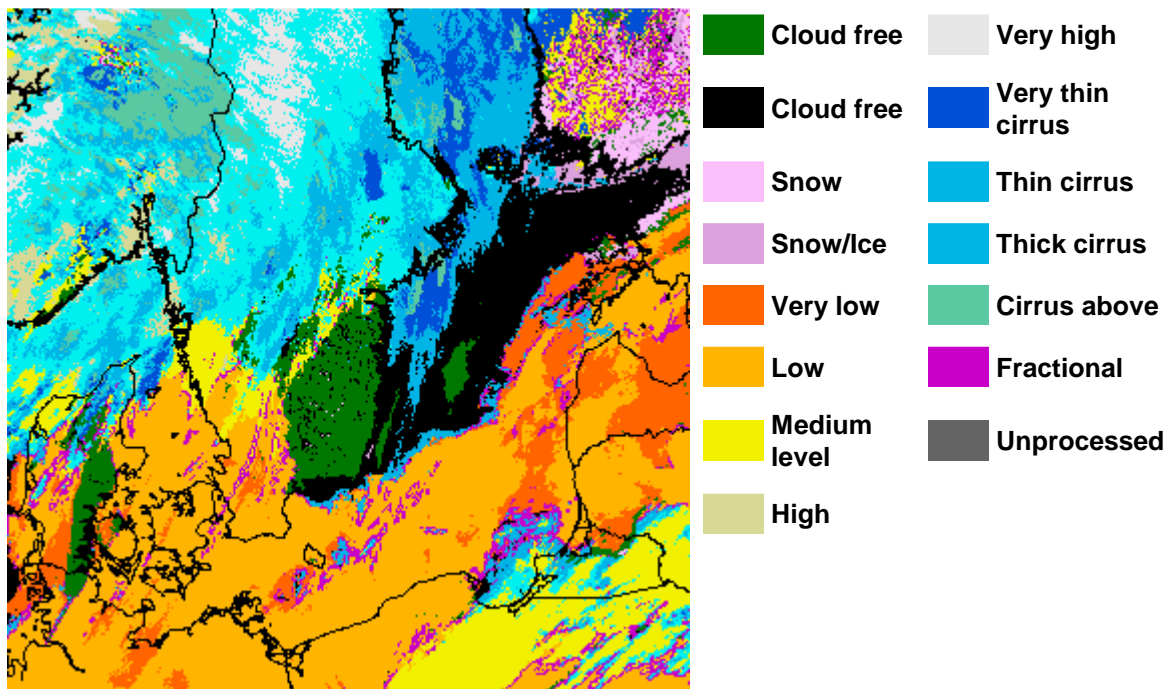 Cloud free
Cloud free
Snow
Snow/Ice
Very low
Low
Medium
level
High
Very high
Very thin
cirrus
Thin cirrus
Thick cirrus
Cirrus above
Fractional
Unprocessed